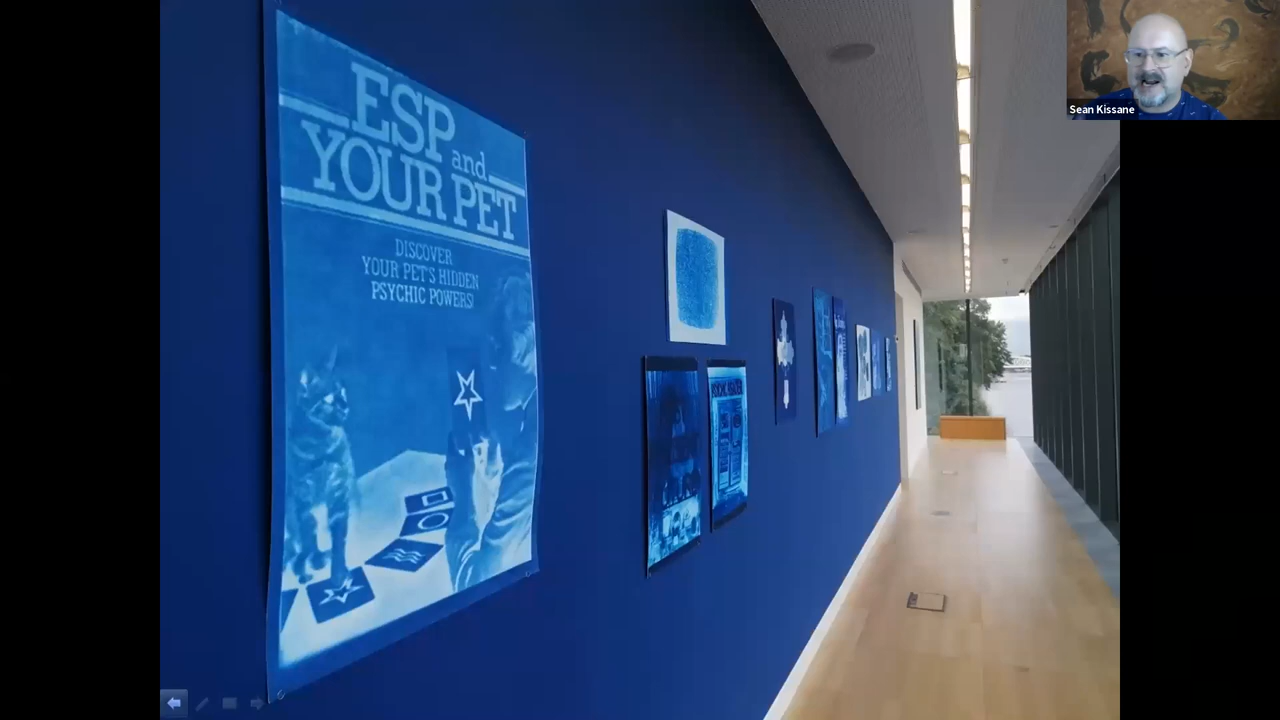 ESP
and
YOUR PET
DISCOVER
YOUR PET'S HIDDEN
PSYCHIC POWERS!
Sean Kissane